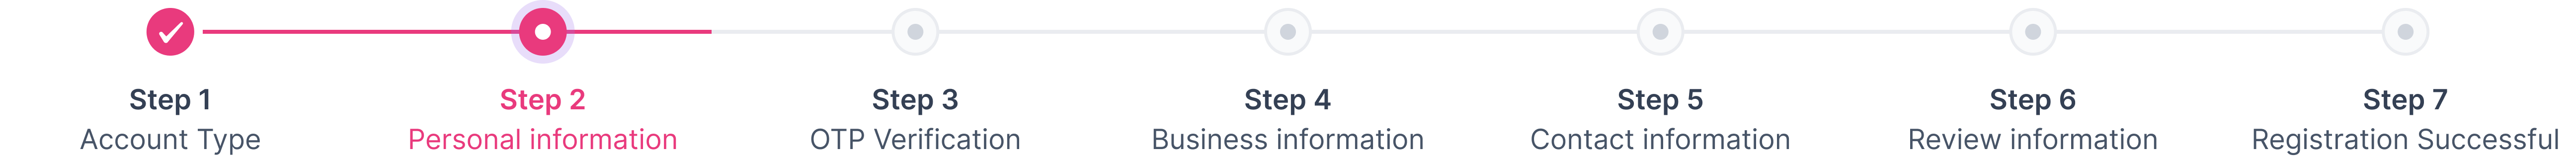 Step 1
Account Type
Step 2
Personal information
Step 3
OTP Verification
Step 4
Business information
Step 5
Contact information
Step 6
Review information
Step 7
Registration Successful